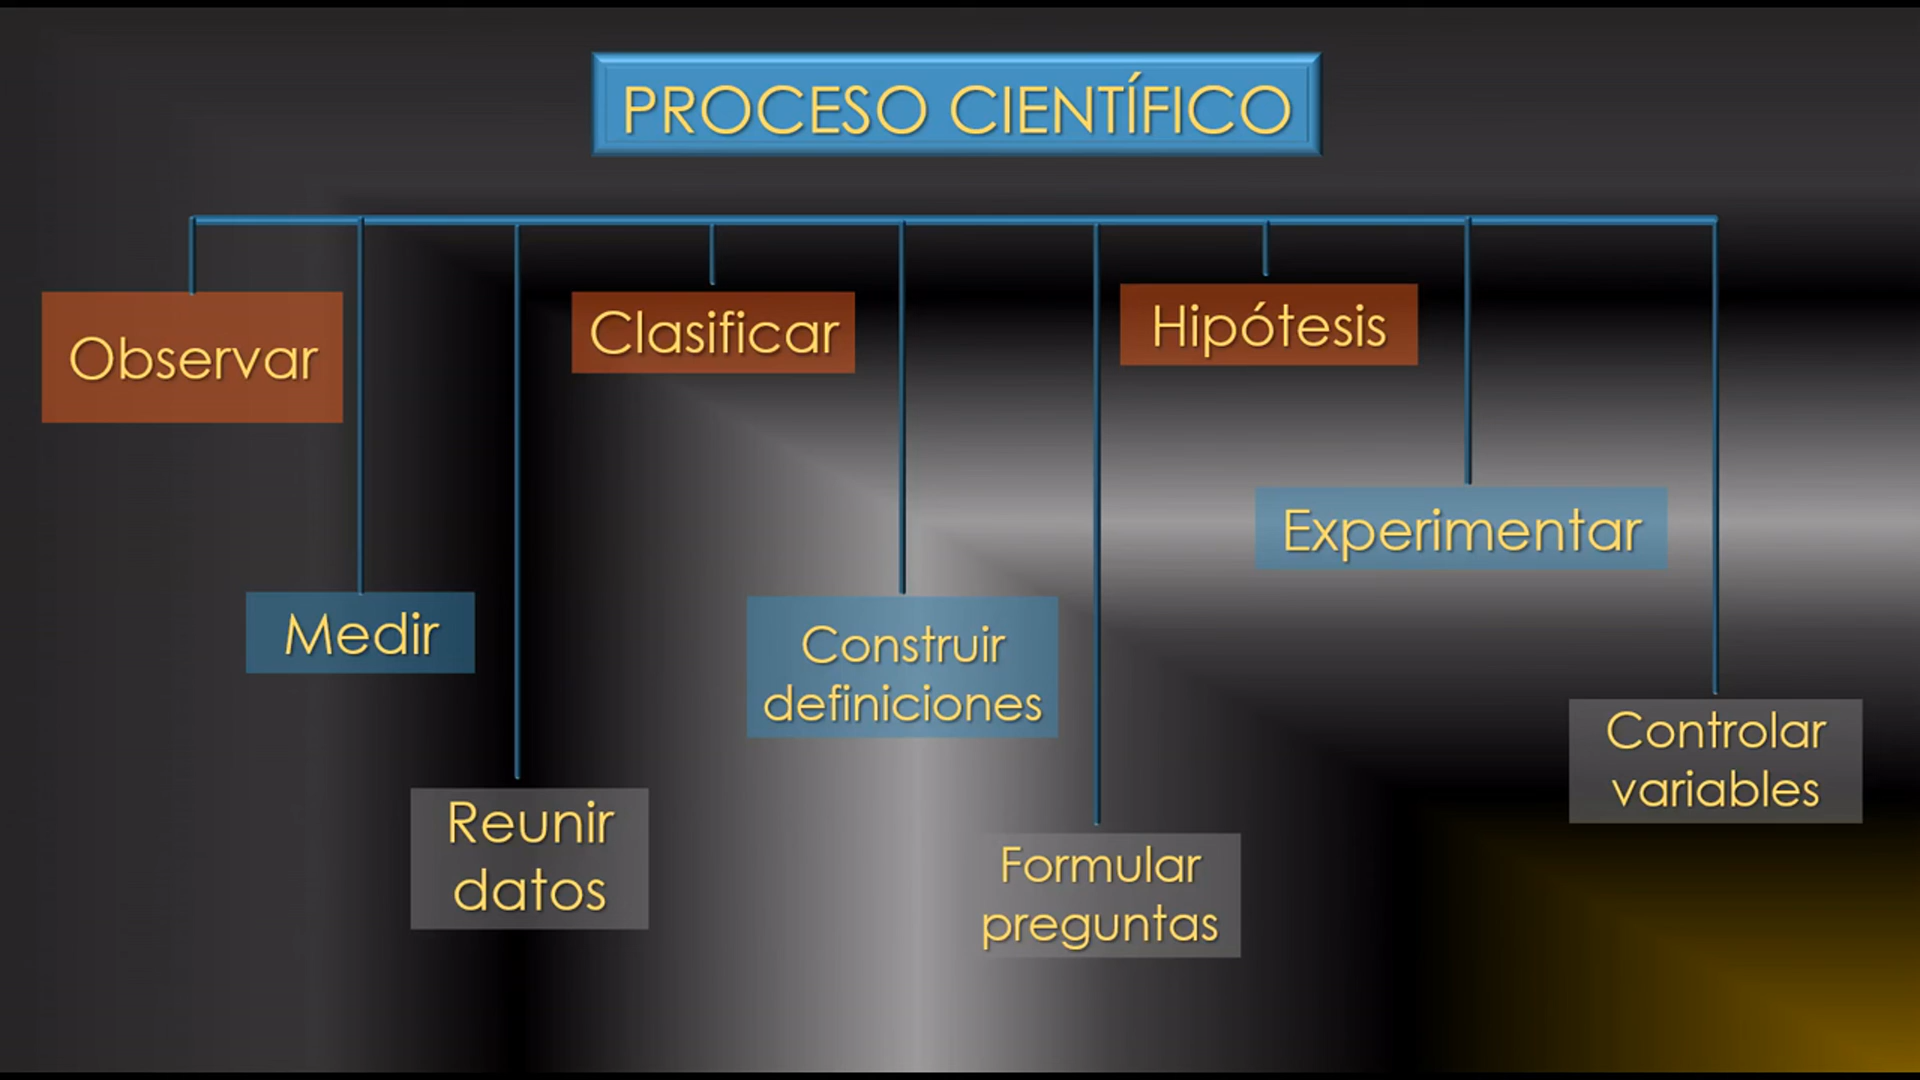 PROCESO CIENTÍFICO
Observar
Medir
Reunir
datos
Clasificar
Construir
definiciones
Formular
preguntas
Hipótesis
Experimentar
Controlar
variables